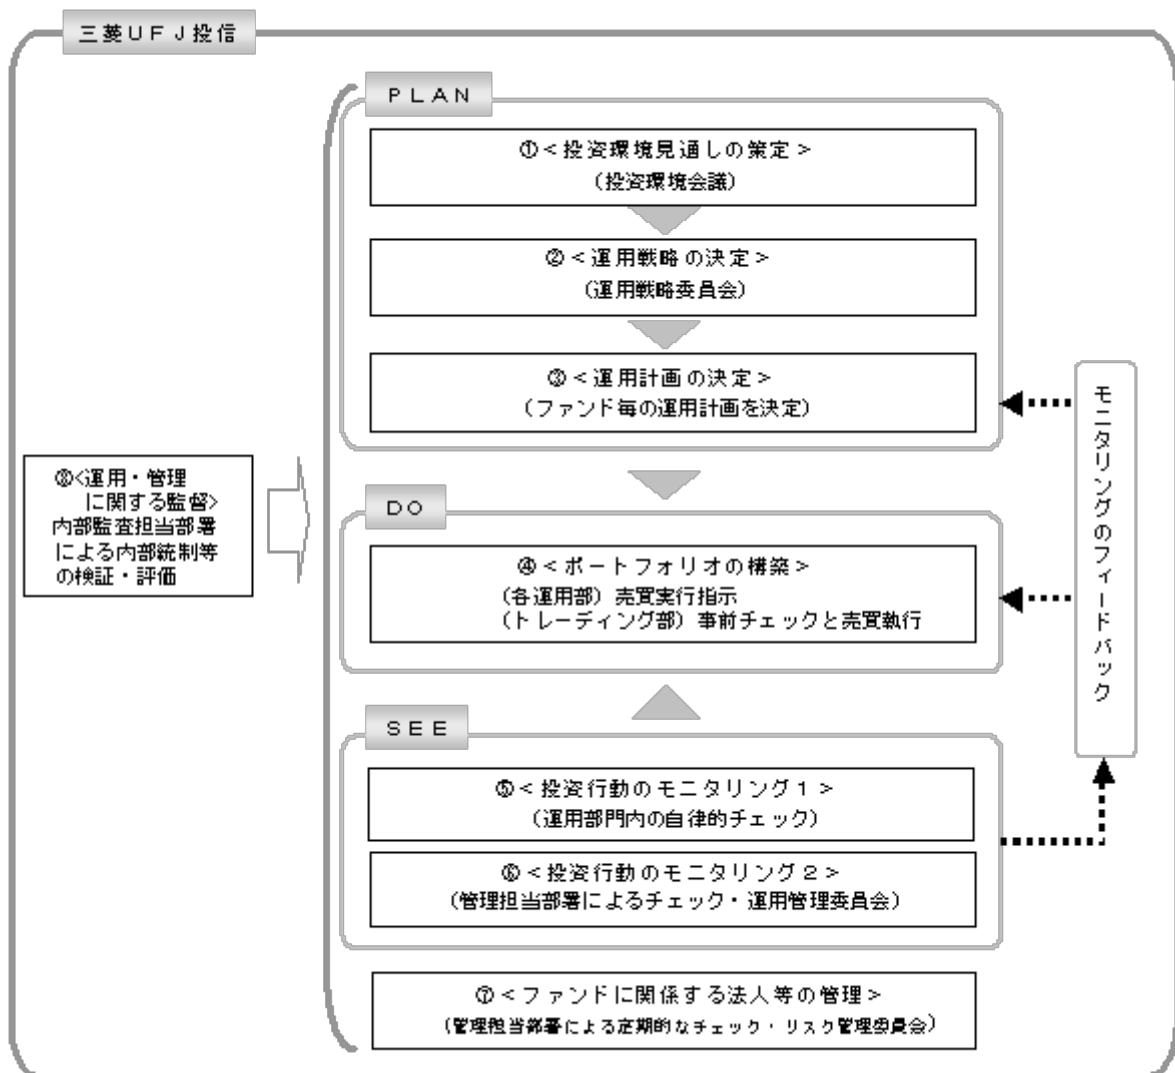 三菱ＵＦＪ投信
ＰＬＡＮ
①＜投資環境見通しの策定＞
（投資環境会議）
②＜運用戦略の決定＞
（運用戦略委員会）
③＜運用計画の決定＞
（ファンド毎の運用計画を決定）
⑧<運用・管理
に関する監督>
内部監査担当部署
による内部統制等
の検証・評価
ＤＯ
④＜ポートフォリオの構築＞
（各運用部）売買実行指示
（トレーディング部）事前チェックと売買執行
ＳＥＥ
⑤＜投資行動のモニタリング１＞
（運用部門内の自律的チェック）
⑥＜投資行動のモニタリング２＞
（管理担当部署によるチェック・運用管理委員会）
⑦＜ファンドに関係する法人等の管理＞
（管理担当部署による定期的なチェック・リスク管理委員会）
モニタリングのフィードバック